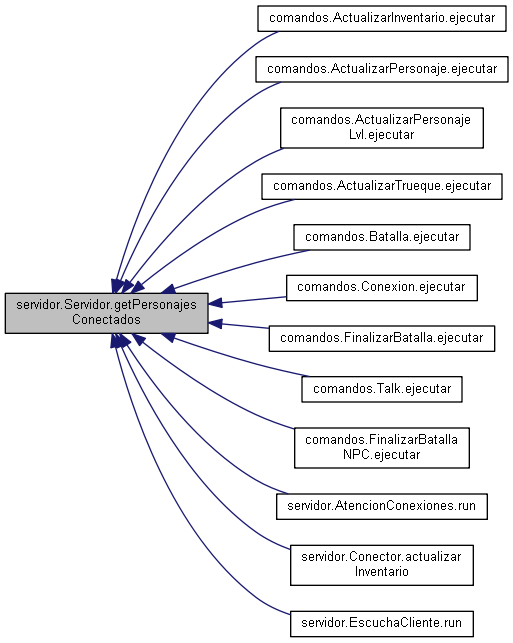 comandos.ActualizarInventario.ejecutar
comandos.ActualizarPersonaje.ejecutar
comandos.ActualizarPersonaje
Lvl.ejecutar
comandos.ActualizarTrueque.ejecutar
comandos.Batalla.ejecutar
servidor.Servidor.getPersonajes
Conectados
comandos.Conexion.ejecutar
comandos.FinalizarBatalla.ejecutar
comandos.Talk.ejecutar
comandos.FinalizarBatalla
NPC.ejecutar
servidor.AtencionConexiones.run
servidor.Conector.actualizar
Inventario
servidor.EscuchaCliente.run